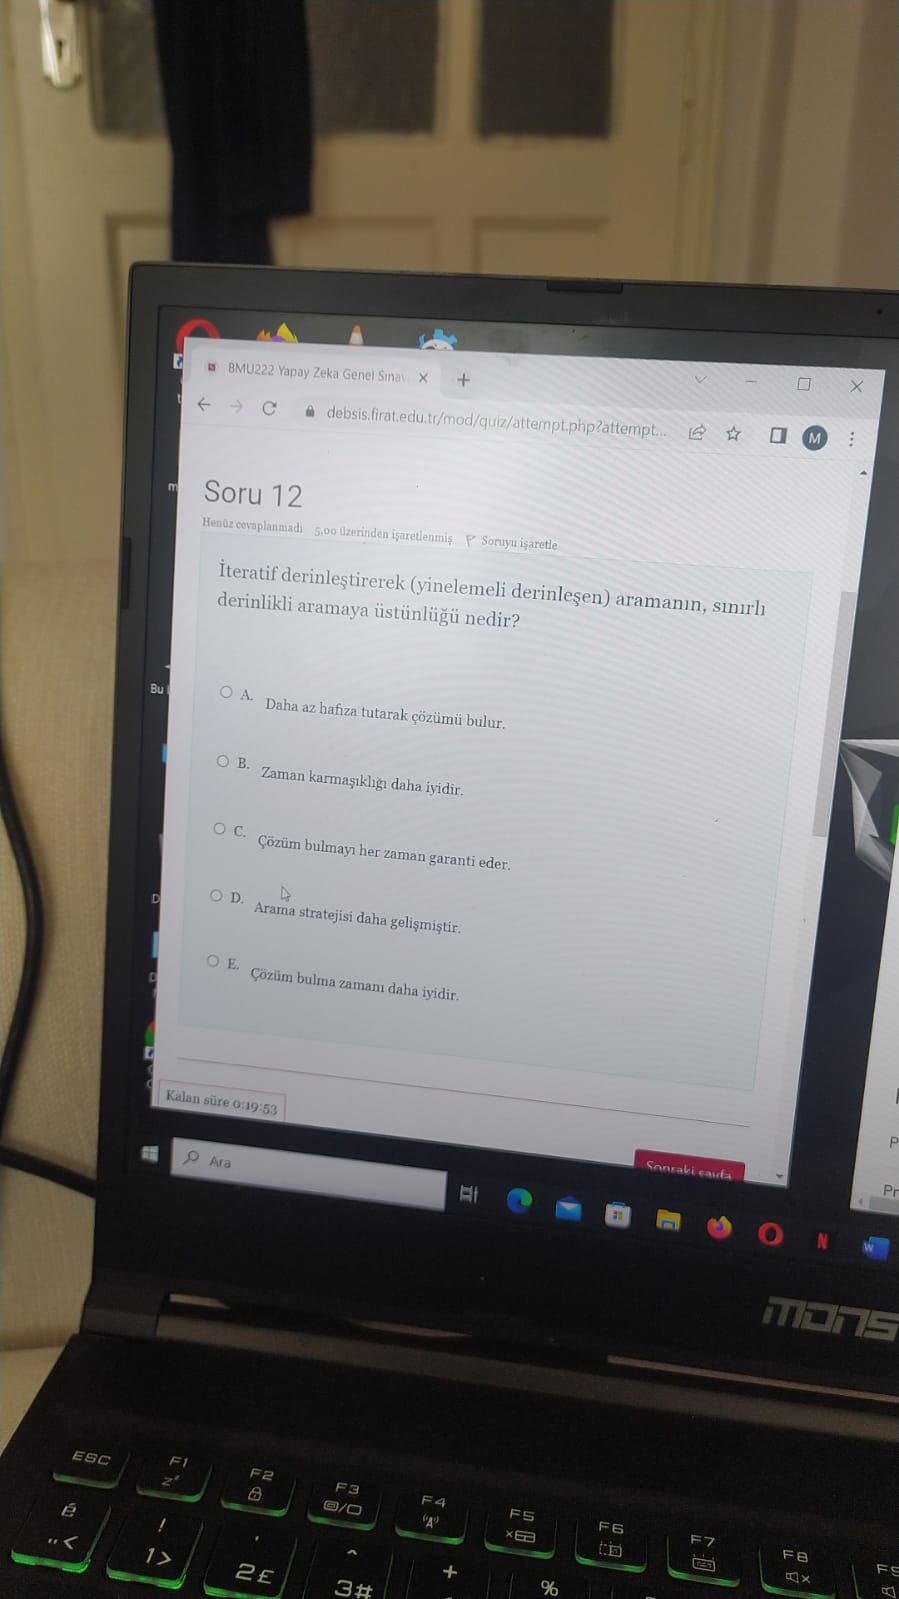 BMU222 Yapay Zeka Genel Sınav
debsis.firat.edu.tr/mod/quiz/attempt.php?attempt...
M
Soru 12
Henüz cevaplanmadı 5,00 üzerinden işaretlenmiş Soruyu işaretle
İteratif derinleştirerek (yinelemeli derinleşen) aramanın, sınırlı
derinlikli aramaya üstünlüğü nedir?
A. Daha az hafıza tutarak çözümü bulur.
B. Zaman karmaşıklığı daha iyidir.
C. Çözüm bulmayı her zaman garanti eder.
D. Arama stratejisi daha gelişmiştir.
E. Çözüm bulma zamanı daha iyidir.
Kalan süre 0:19:53
Sonraki sayfa
Bu
Ara
ESC F1 F2 F3 F4 F5 F6 F7 F8
é ! ' ^ + %
"< 1> 2£ 3#